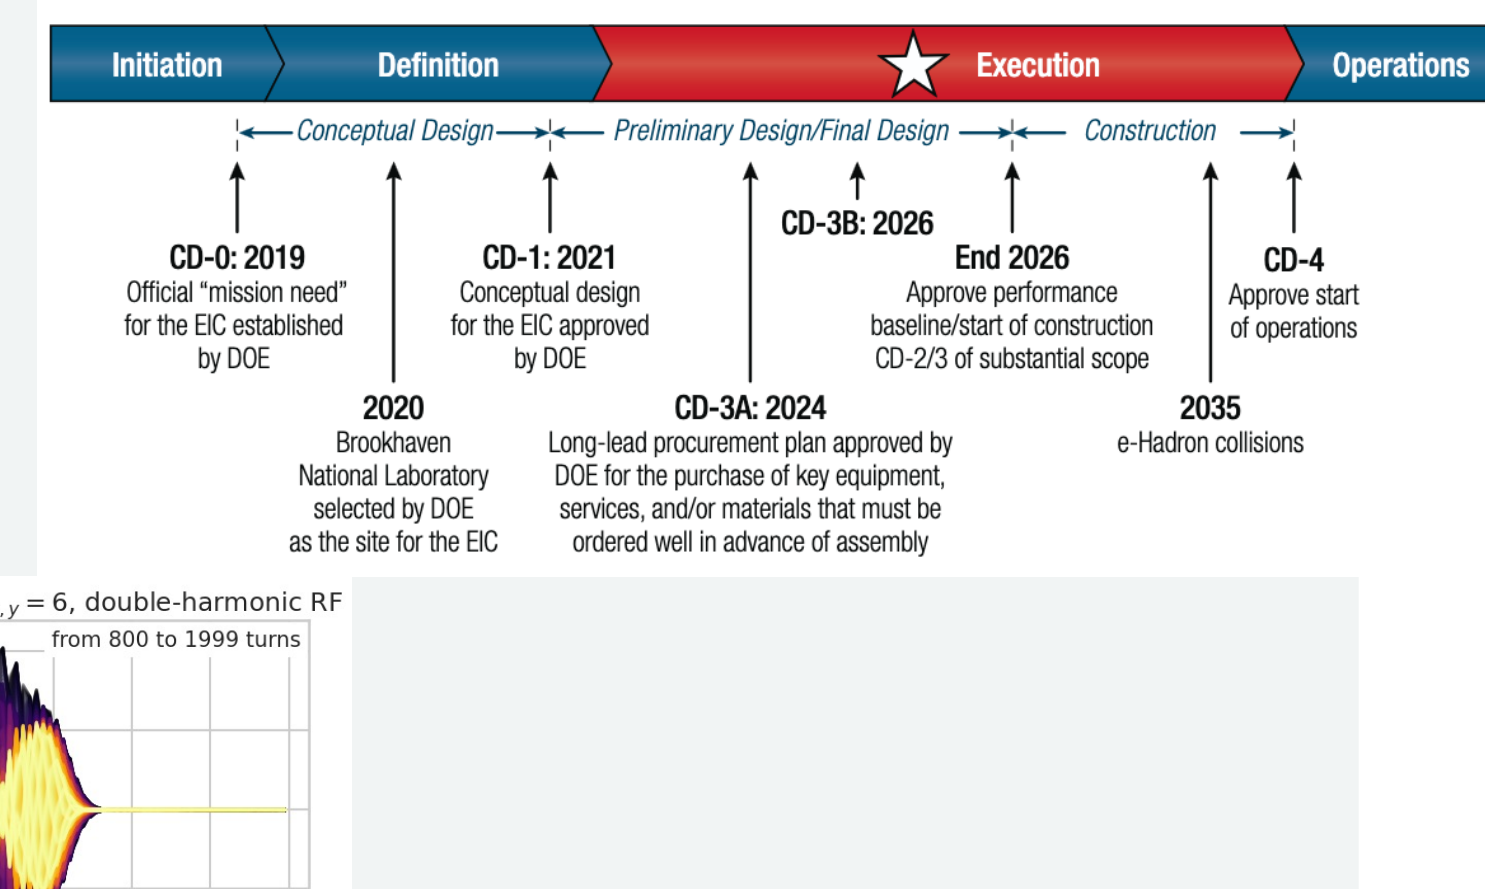 Initiation
Definition
Execution
Operations
Conceptual Design
Preliminary Design/Final Design
Construction
CD-0: 2019
Official “mission need”
for the EIC established
by DOE
2020
Brookhaven
National Laboratory
selected by DOE
as the site for the EIC
CD-1: 2021
Conceptual design
for the EIC approved
by DOE
CD-3A: 2024
Long-lead procurement plan approved by
DOE for the purchase of key equipment,
services, and/or materials that must be
ordered well in advance of assembly
CD-3B: 2026
End 2026
Approve performance
baseline/start of construction
CD-2/3 of substantial scope
2035
e-Hadron collisions
CD-4
Approve start
of operations
,y = 6, double-harmonic RF
from 800 to 1999 turns